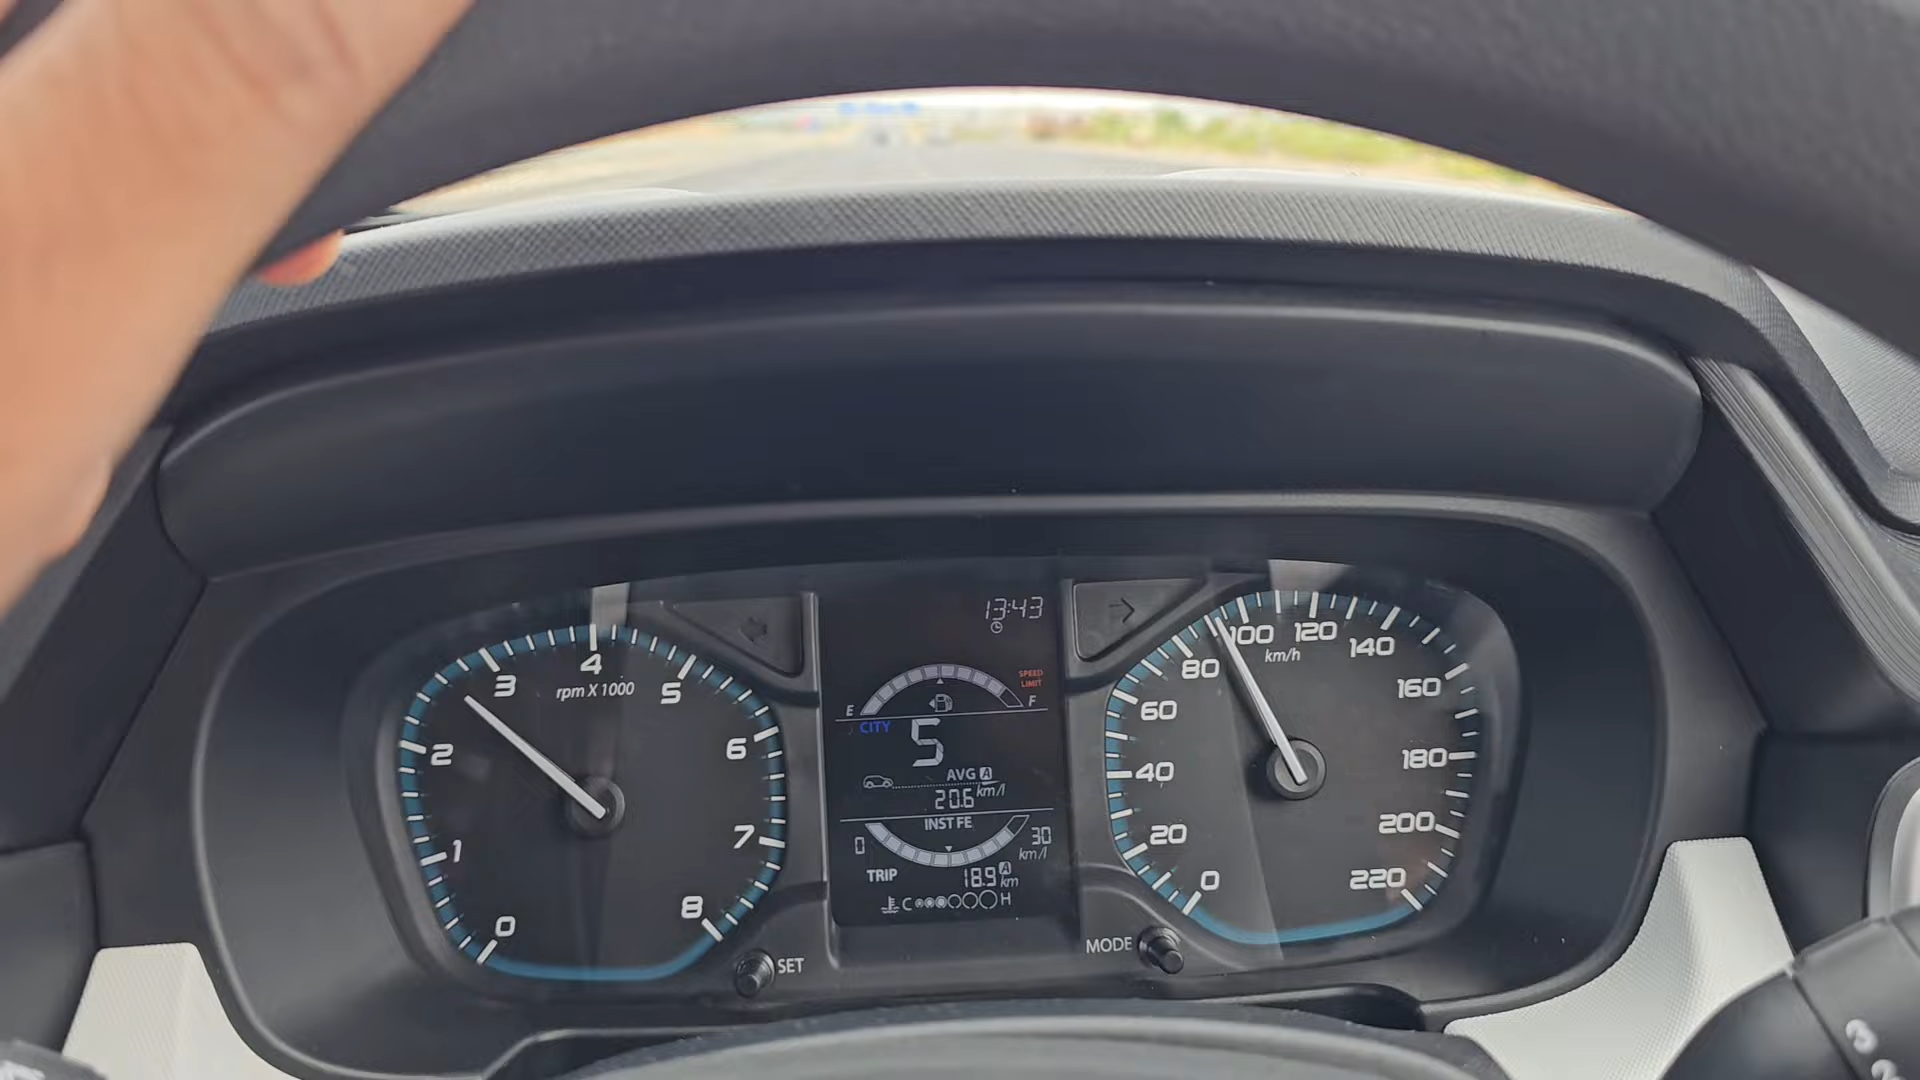 0
1
2
3
4
5
6
7
8
rpm X 1000
SET
13:43
SPEED
LIMIT
E
F
CITY
5
AVG A
20.6 km/l
INST FE
0
30
km/l
TRIP
18.9 A
km
C
H
MODE
0
20
40
60
80
100
120
140
160
180
200
220
km/h
3